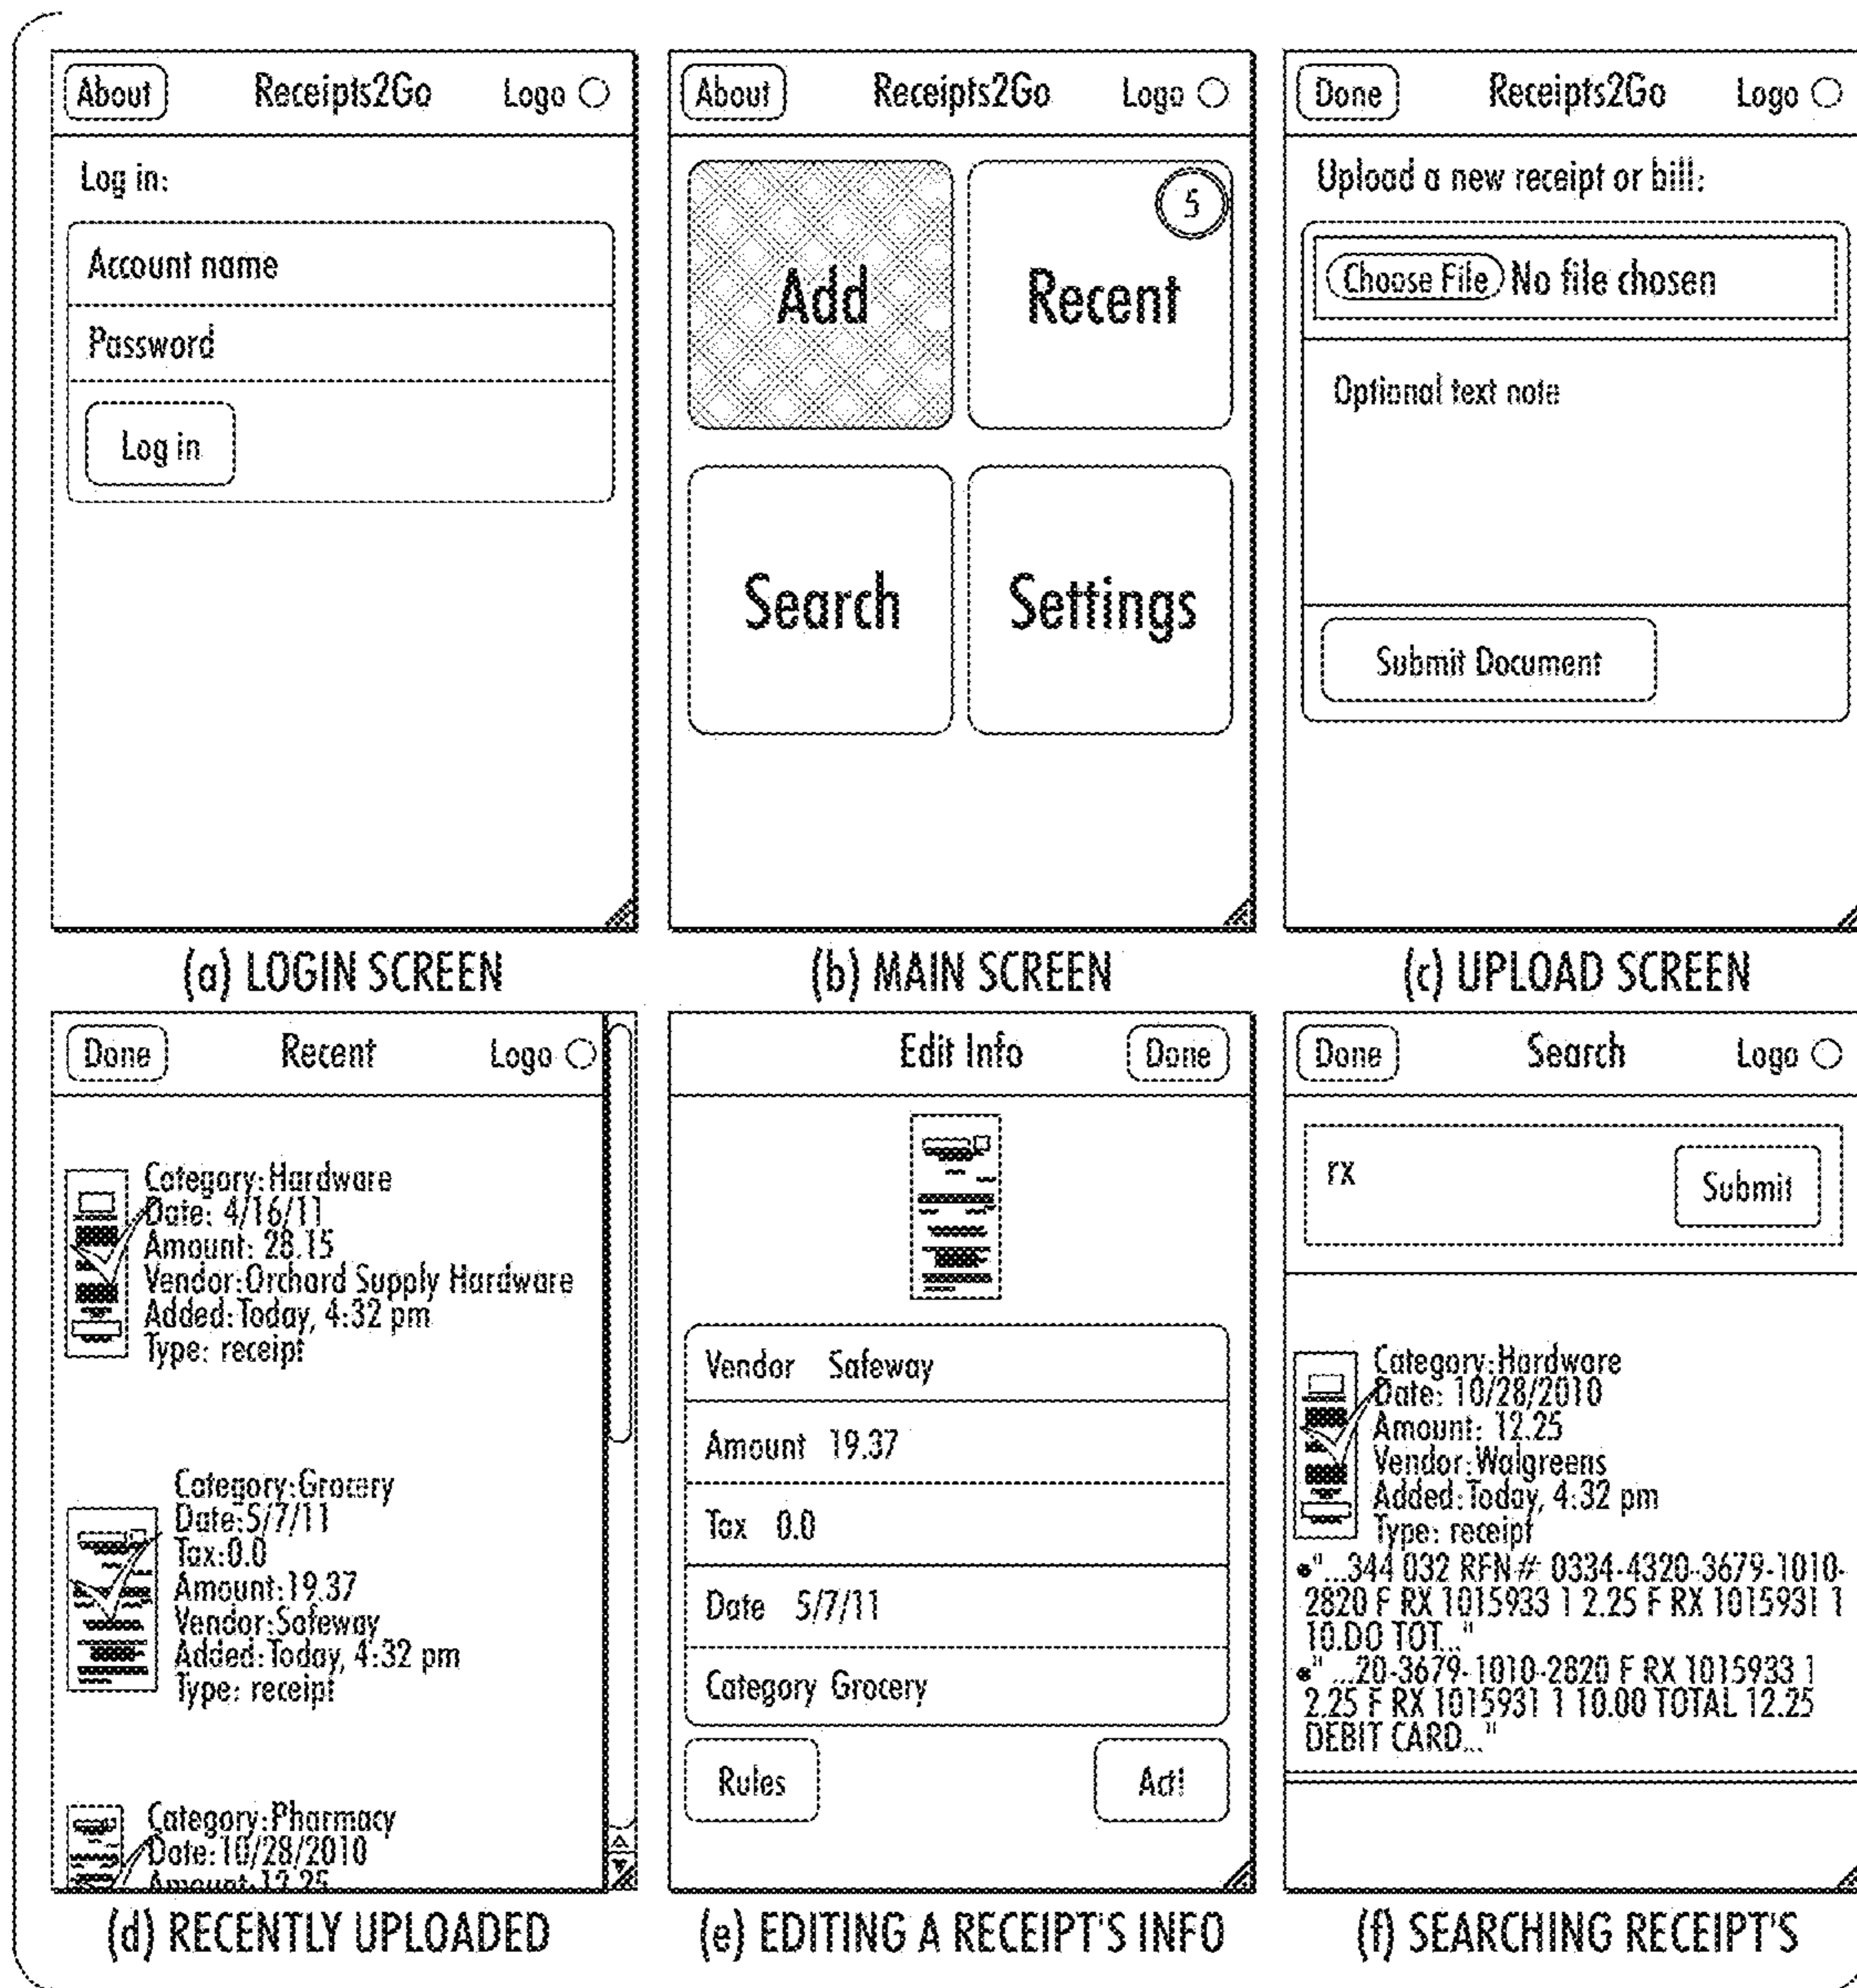 About Receipts2Go Logo
Log in:
Account name
Password
Log in
(a) LOGIN SCREEN
About Receipts2Go Logo
Add
Recent
5
Search
Settings
(b) MAIN SCREEN
Done Receipts2Go Logo
Upload a new receipt or bill:
Choose File No file chosen
Optional text note
Submit Document
(c) UPLOAD SCREEN
Done Recent Logo
Category:Hardware
Date: 4/16/11
Amount: 28.15
Vendor:Orchard Supply Hardware
Added:Today, 4:32 pm
Type: receipt
Category:Grocery
Date:5/7/11
Tax:0.0
Amount:19.37
Vendor:Safeway
Added:Today, 4:32 pm
Type: receipt
Category:Pharmacy
Date:10/28/2010
Amount:12.25
(d) RECENTLY UPLOADED
Edit Info Done
Vendor Safeway
Amount 19.37
Tax 0.0
Date 5/7/11
Category Grocery
Rules
Act!
(e) EDITING A RECEIPT'S INFO
Done Search Logo
rx
Submit
Category:Hardware
Date: 10/28/2010
Amount: 12.25
Vendor:Walgreens
Added:Today, 4:32 pm
Type: receipt
•"...344 032 RFN#: 0334-4320-3679-1010-
2820 F RX 1015933 1 2.25 F RX 1015931 1
10.DO TOT..."
•" ...20-3679-1010-2820 F RX 1015933 1
2.25 F RX 1015931 1 10.00 TOTAL 12.25
DEBIT CARD..."
(f) SEARCHING RECEIPT'S